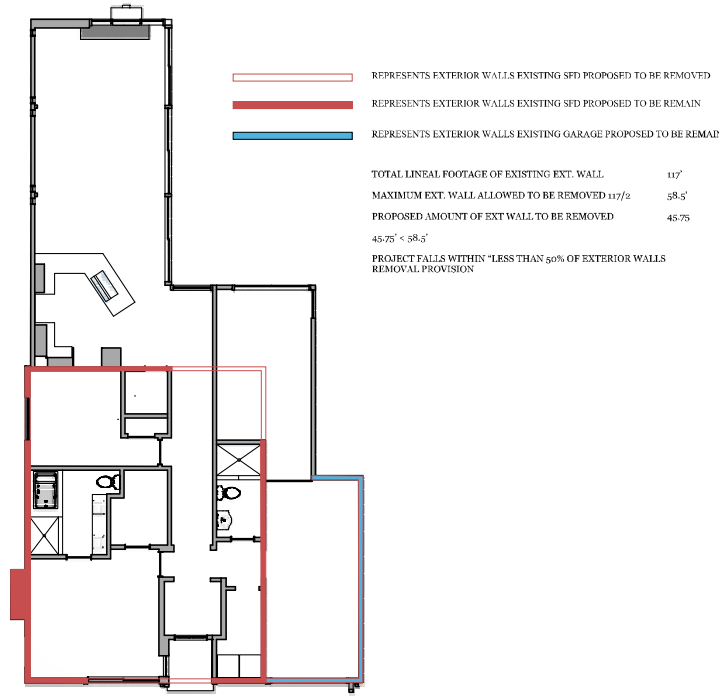 REPRESENTS EXTERIOR WALLS EXISTING SFD PROPOSED TO BE REMOVED
REPRESENTS EXTERIOR WALLS EXISTING SFD PROPOSED TO BE REMAIN
REPRESENTS EXTERIOR WALLS EXISTING GARAGE PROPOSED TO BE REMAIN
TOTAL LINEAL FOOTAGE OF EXISTING EXT. WALL 117'
MAXIMUM EXT. WALL ALLOWED TO BE REMOVED 117/2 58.5'
PROPOSED AMOUNT OF EXT WALL TO BE REMOVED 45.75
45.75' < 58.5'
PROJECT FALLS WITHIN "LESS THAN 50% OF EXTERIOR WALLS
REMOVAL PROVISION